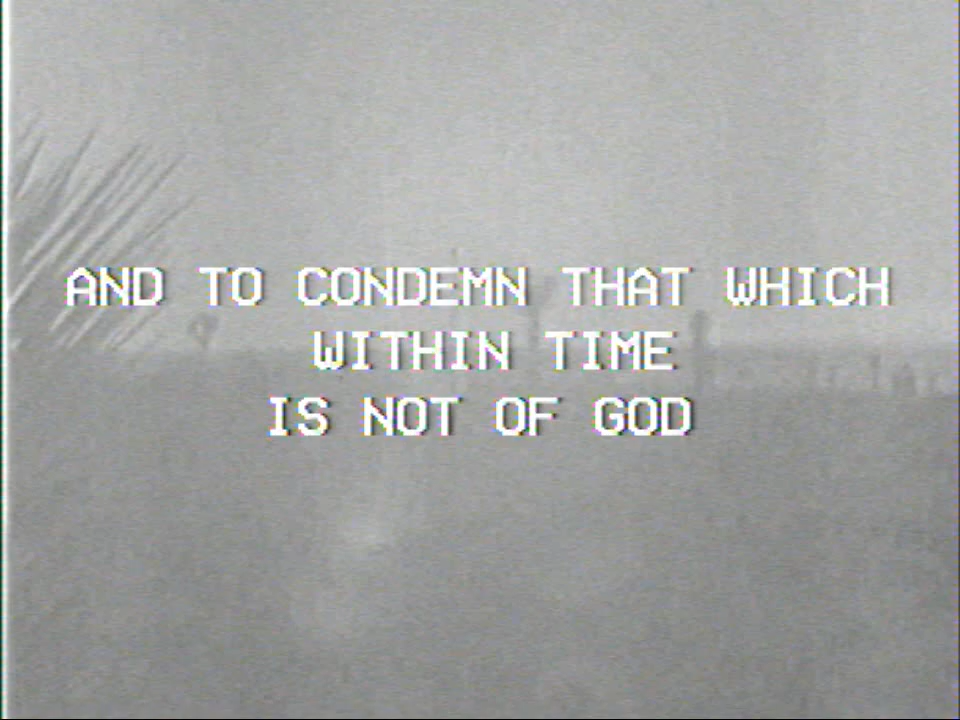 AND TO CONDEMN THAT WHICH
WITHIN TIME
IS NOT OF GOD